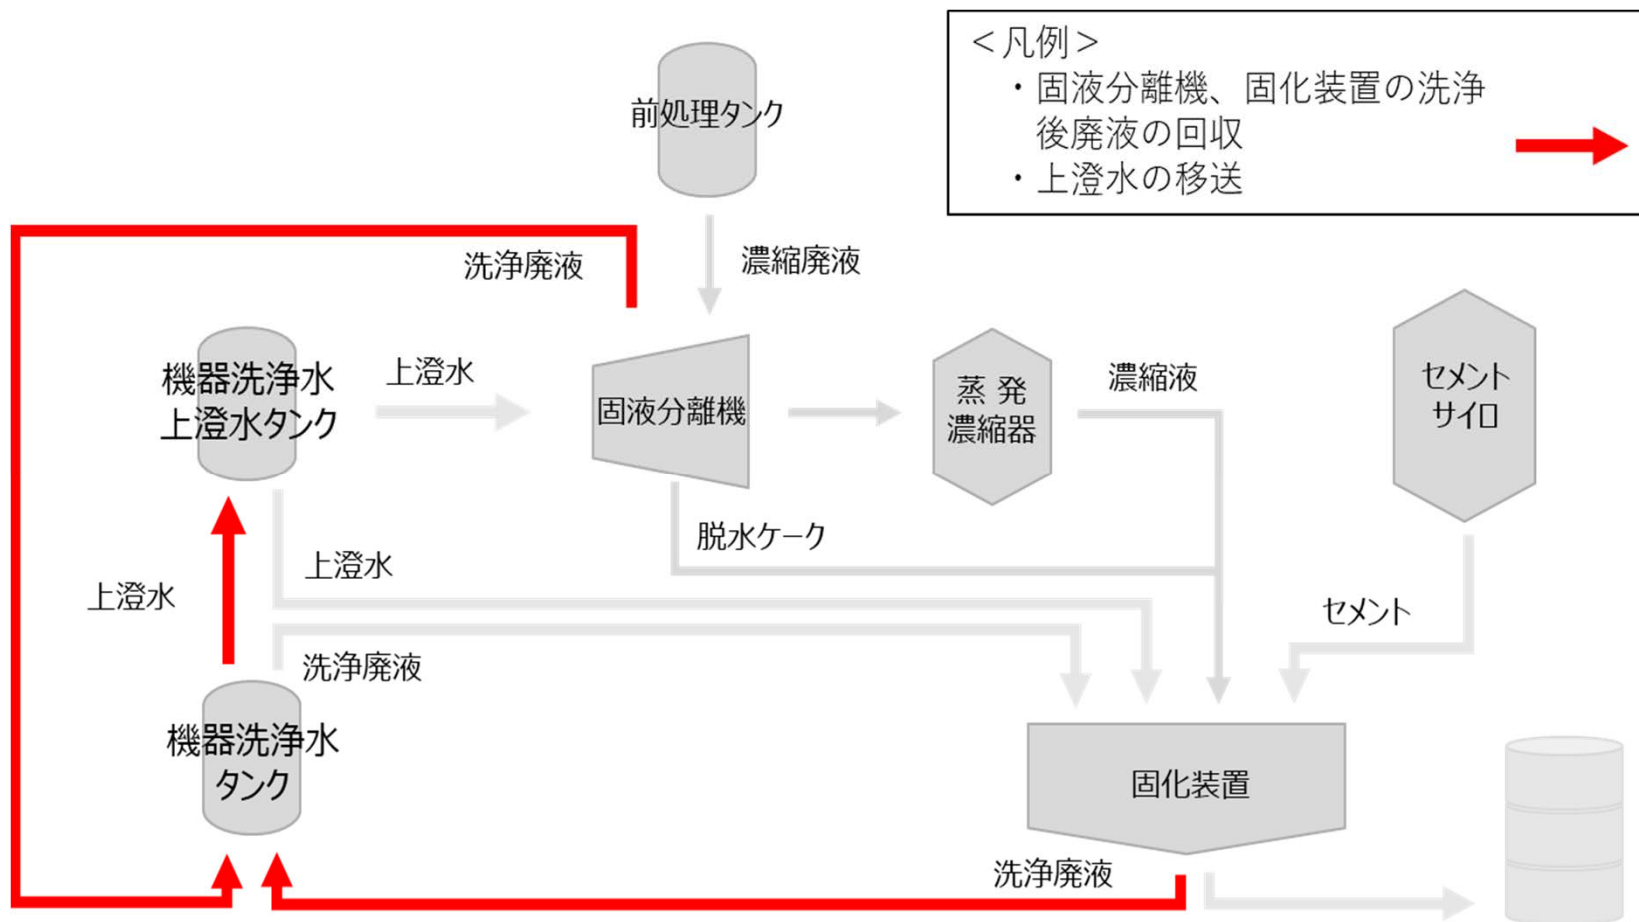 ＜凡例＞
・固液分離機、固化装置の洗浄
後廃液の回収
・上澄水の移送
前処理タンク
洗浄廃液
濃縮廃液
機器洗浄水
上澄水タンク
上澄水
固液分離機
蒸 発
濃縮器
濃縮液
セメント
サイロ
脱水ケーク
上澄水
上澄水
セメント
洗浄廃液
機器洗浄水
タンク
固化装置
洗浄廃液